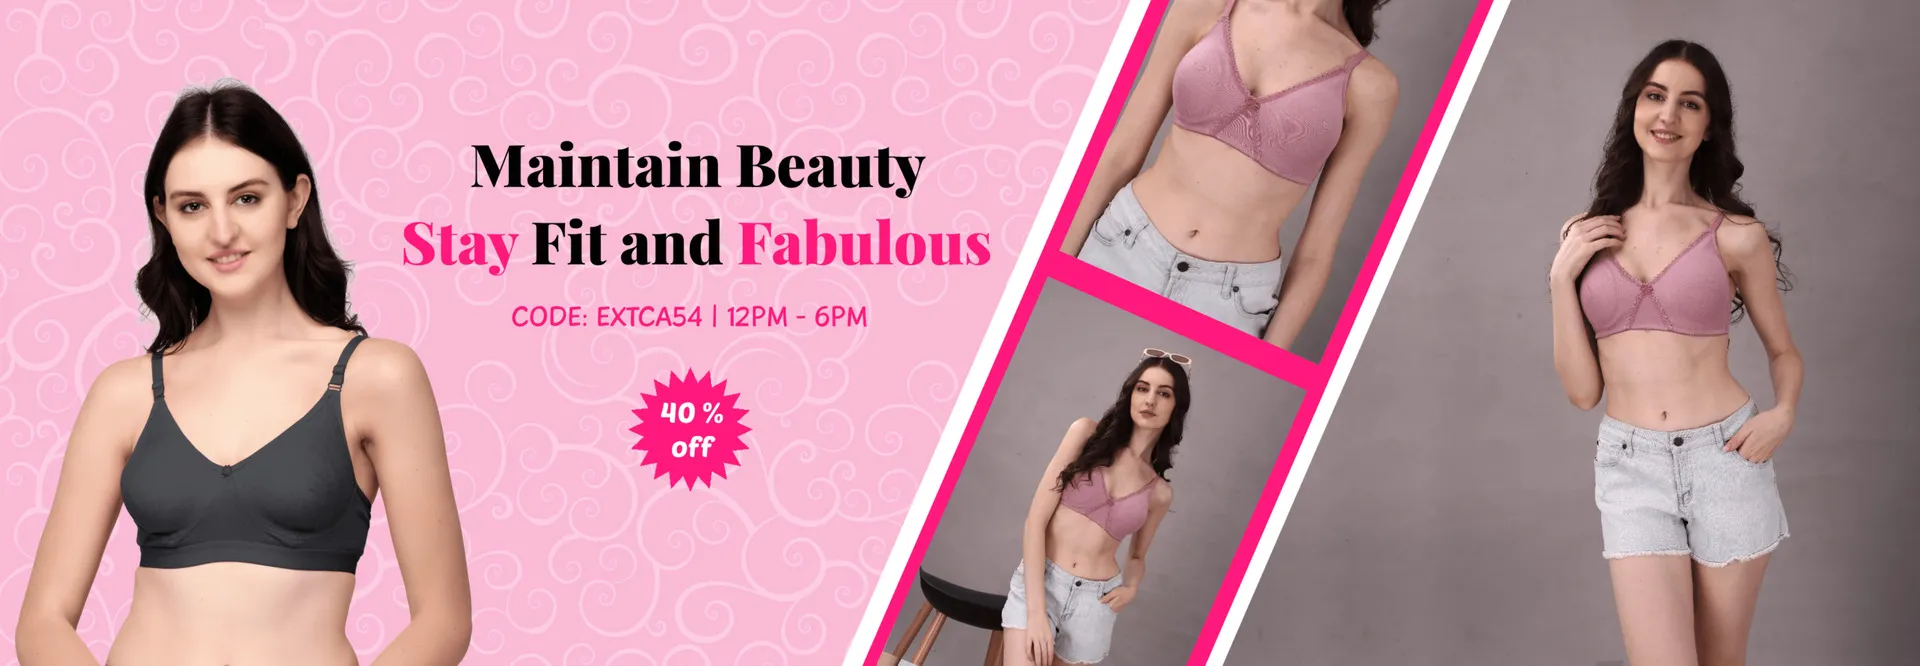 Maintain Beauty
Stay Fit and Fabulous
CODE: EXTCA54 | 12PM - 6PM
40 %
off